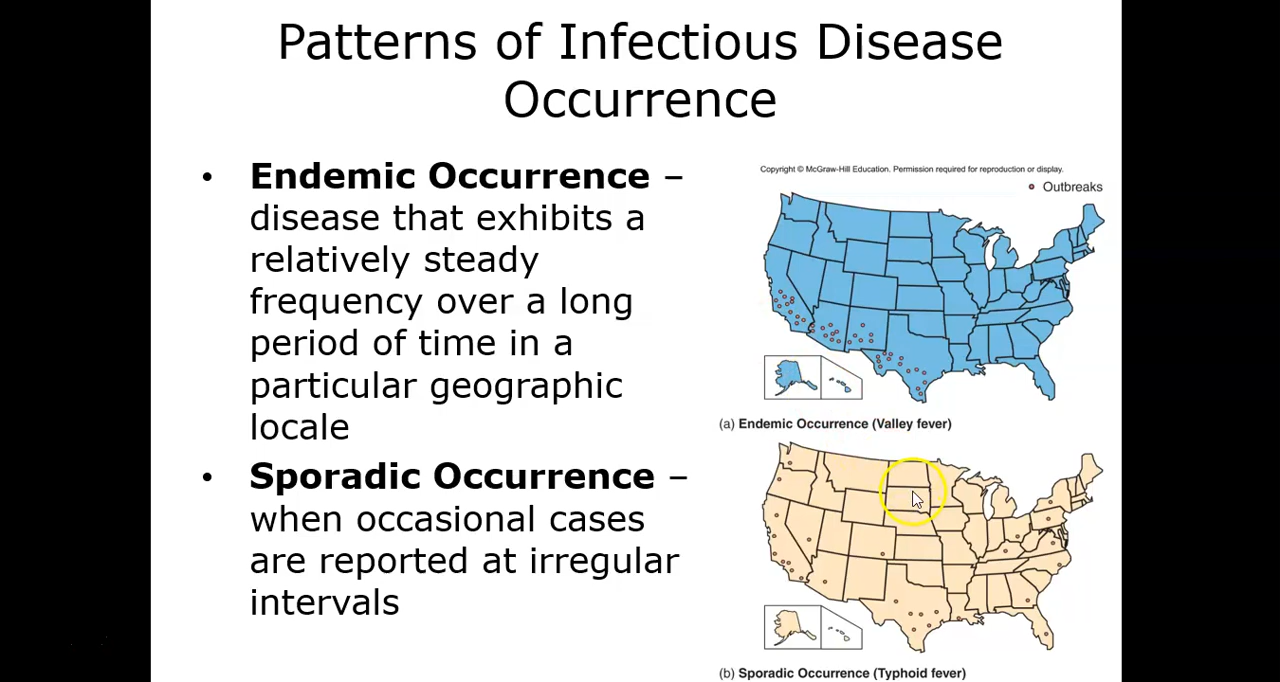 Patterns of Infectious Disease
Occurrence
• Endemic Occurrence –
disease that exhibits a
relatively steady
frequency over a long
period of time in a
particular geographic
locale
• Sporadic Occurrence –
when occasional cases
are reported at irregular
intervals
Copyright © McGraw-Hill Education. Permission required for reproduction or display.
Outbreaks
(a) Endemic Occurrence (Valley fever)
(b) Sporadic Occurrence (Typhoid fever)